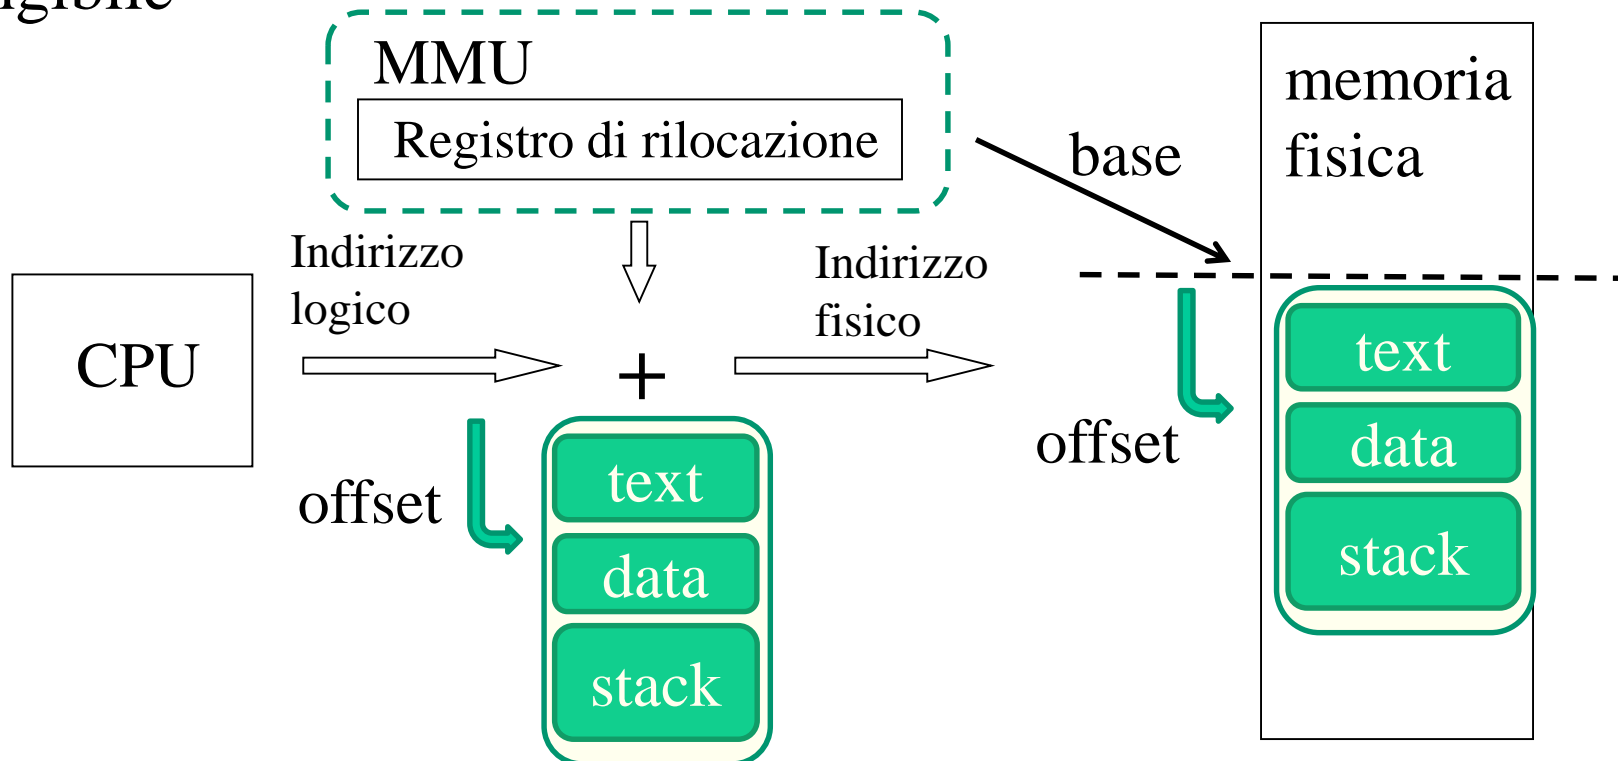 MMU
Registro di rilocazione
memoria
fisica
base
Indirizzo
logico
Indirizzo
fisico
CPU
+
text
data
stack
offset
offset
text
data
stack